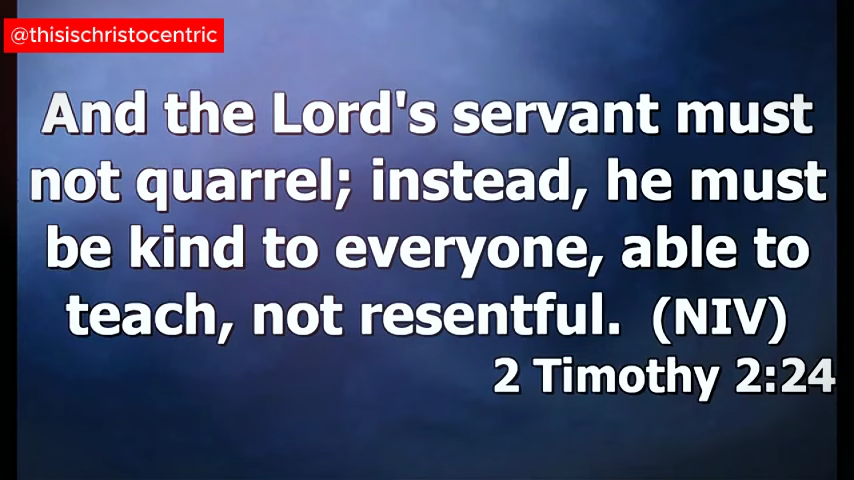 @thisischristocentric
And the Lord's servant must
not quarrel; instead, he must
be kind to everyone, able to
teach, not resentful. (NIV)
2 Timothy 2:24